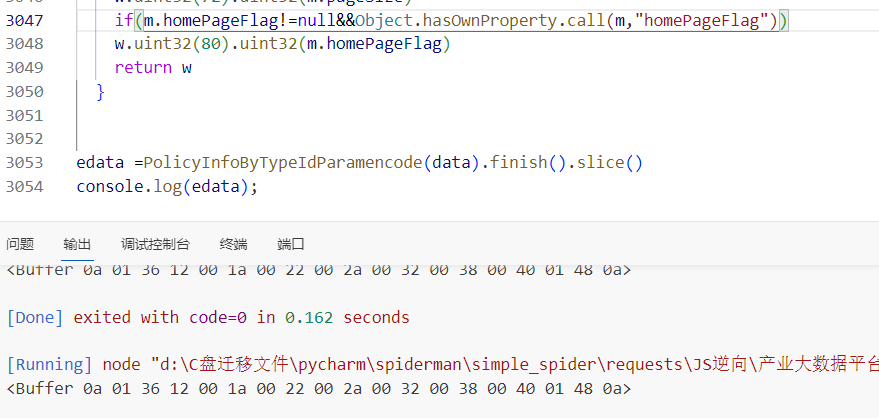 3046 w.uint32(72).uint32(m.pageSize)
3047 if(m.homePageFlag!=null&&Object.hasOwnProperty.call(m,"homePageFlag"))
3048 w.uint32(80).uint32(m.homePageFlag)
3049 return w
3050 }
3051
3052
3053 edata =PolicyInfoByTypeIdParamencode(data).finish().slice()
3054 console.log(edata);
问题 输出 调试控制台 终端 端口
<Buffer 0a 01 36 12 00 1a 00 22 00 2a 00 32 00 38 00 40 01 48 0a>
[Done] exited with code=0 in 0.162 seconds
[Running] node "d:\C盘迁移文件\pycharm\spiderman\simple_spider\requests\JS逆向\产业大数据平台
<Buffer 0a 01 36 12 00 1a 00 22 00 2a 00 32 00 38 00 40 01 48 0a>